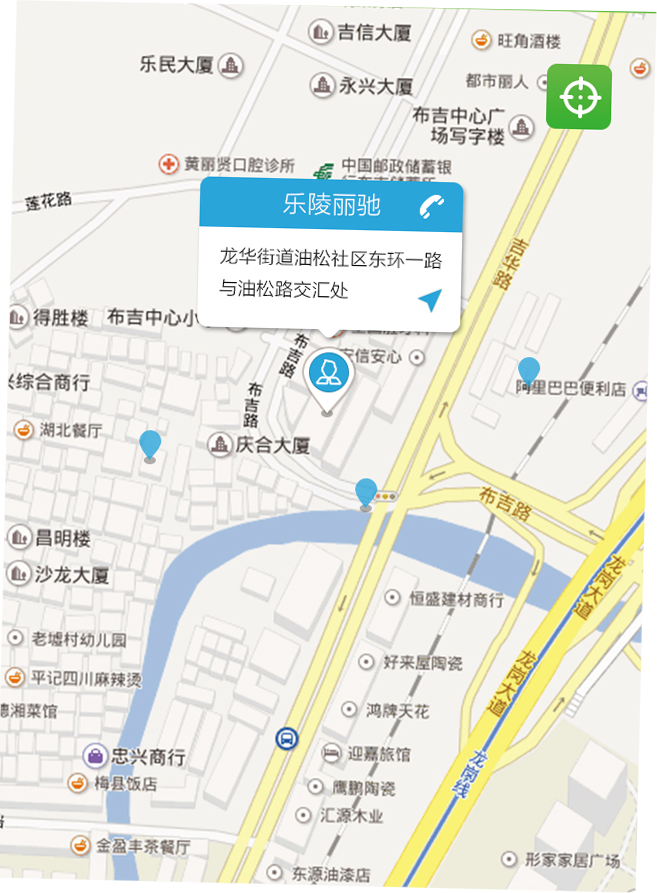 吉信大厦
旺角酒楼
乐民大厦
都市丽人
永兴大厦
布吉中心广
场写字楼
黄丽贤口腔诊所
中国邮政储蓄银
莲花路
乐陵丽驰
龙华街道油松社区东环一路
与油松路交汇处
吉华路
得胜楼
布吉中心小
布吉路
安信安心
兴综合商行
阿里巴巴便利店
布吉路
湖北餐厅
庆合大厦
布吉路
昌明楼
沙龙大厦
龙岗大道
恒盛建材商行
老墟村幼儿园
好来屋陶瓷
龙岗大道
平记四川麻辣烫
德湘菜馆
鸿牌天花
忠兴商行
迎嘉旅馆
龙岗线
梅县饭店
鹰鹏陶瓷
汇源木业
金盈丰茶餐厅
形家家居广场
东源油漆店